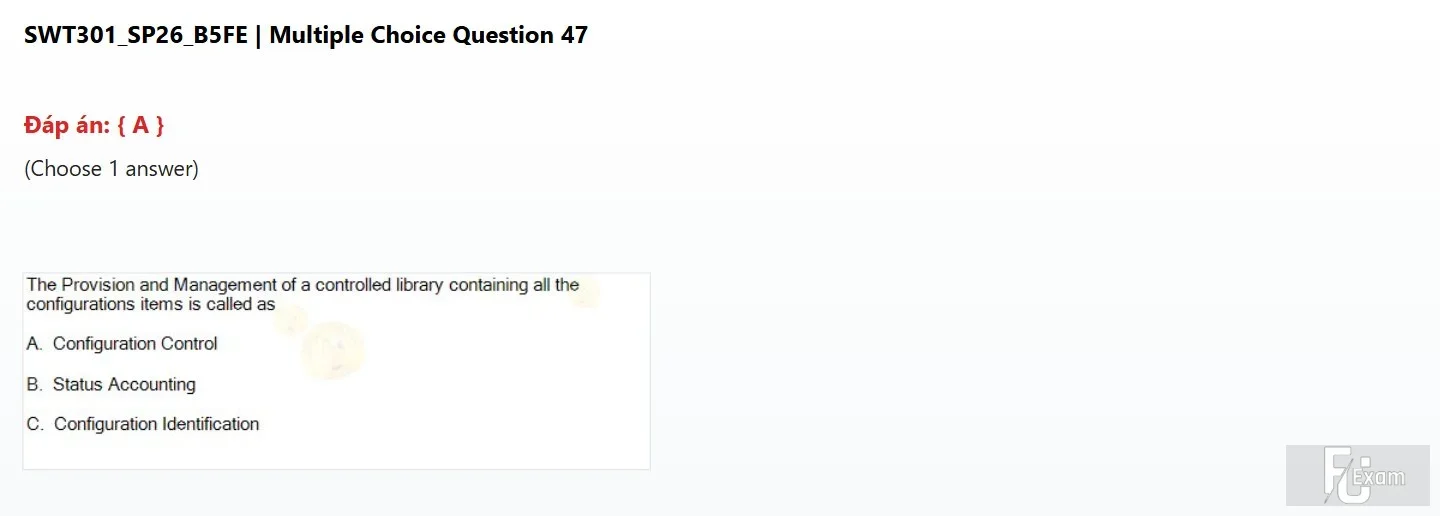 SWT301_SP26_B5FE | Multiple Choice Question 47
Đáp án: { A }
(Choose 1 answer)
The Provision and Management of a controlled library containing all the
configurations items is called as
A. Configuration Control
B. Status Accounting
C. Configuration Identification
FU Exam